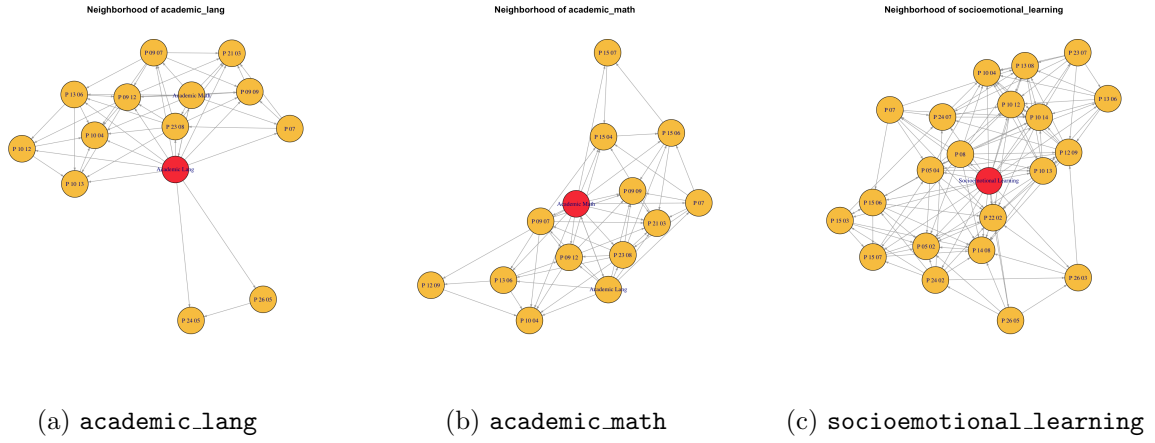 Neighborhood of academic_lang
P 09 07
P 21 03
P 13 06
P 09 12
Academic Math
P 09 09
P 10 04
P 23 08
P 07
P 10 12
Academic Lang
P 10 13
P 26 05
P 24 05
(a) academic_lang
Neighborhood of academic_math
P 15 07
P 15 04
P 15 06
P 09 09
Academic Math
P 07
P 09 07
P 21 03
P 09 12
P 23 08
P 12 09
P 13 06
Academic Lang
P 10 04
(b) academic_math
Neighborhood of socioemotional_learning
P 23 07
P 10 04
P 13 08
P 13 06
P 07
P 24 07
P 10 12
P 10 14
P 08
P 12 09
P 05 04
Socioemotional Learning
P 10 13
P 15 06
P 15 05
P 22 02
P 15 07
P 05 02
P 14 08
P 24 02
P 26 03
P 26 05
(c) socioemotional_learning